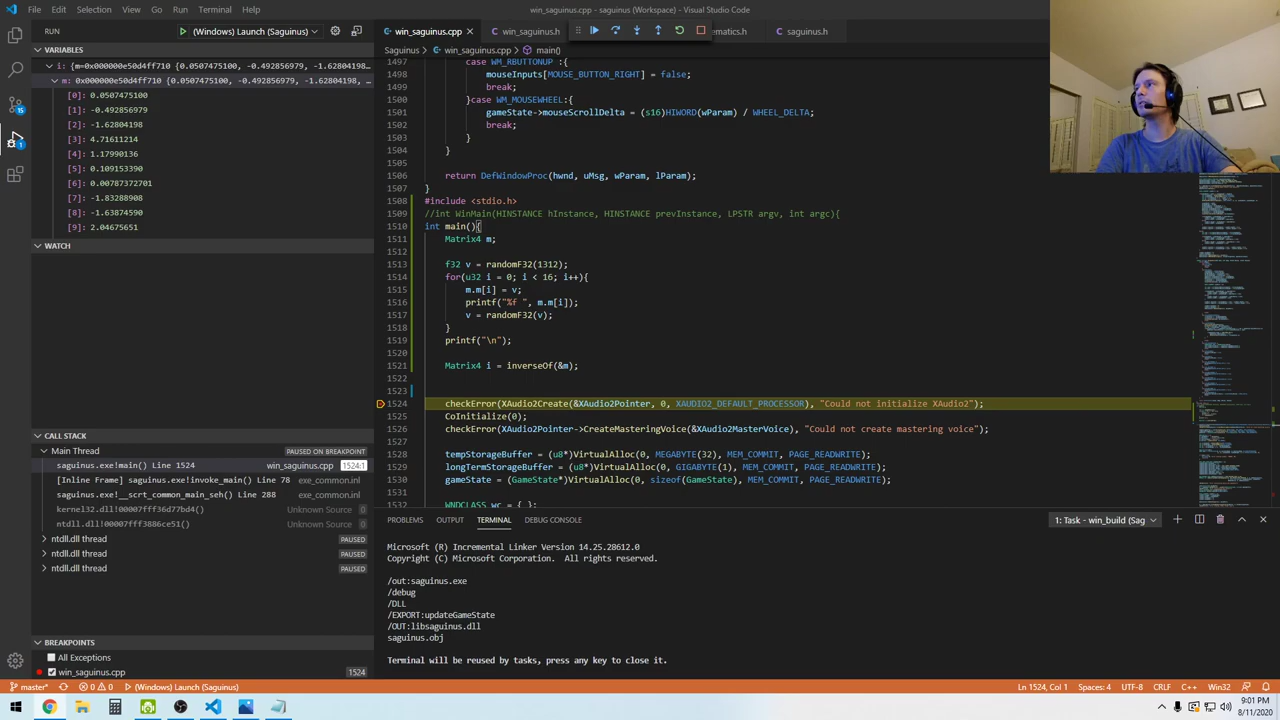 File Edit Selection View Go Run Terminal Help
win_saguinus.cpp - saguinus (Workspace) - Visual Studio Code
RUN (Windows) Launch (Saguinus)
win_saguinus.cpp win_saguinus.h ematics.h saguinus.h
VARIABLES
Saguinus > win_saguinus.cpp > main()
i: {m=0x000000e50d4ff710 {0.0507475100, -0.492856979, -1.62804198...
m: 0x000000e50d4ff710 {0.0507475100, -0.492856979, -1.62804198, ...
[0]: 0.0507475100
[1]: -0.492856979
[2]: -1.62804198
[3]: 4.71611214
[4]: 1.17990136
[5]: 0.109153390
[6]: 0.00787372701
[7]: -1.83288908
[8]: -1.63874590
[9]: 2.04675651
WATCH
CALL STACK
Main Thread PAUSED ON BREAKPOINT
saguinus.exe!main() Line 1524 win_saguinus.cpp 1524:1
[Inline Frame] saguinus.exe!invoke_main() Line 78 exe_common
saguinus.exe!__scrt_common_main_seh() Line 288 exe_common
kernel32.dll!00007fff3d77bd4() Unknown Source 0
ntdll.dll!00007fff3886ce51() Unknown Source 0
ntdll.dll thread PAUSED
ntdll.dll thread PAUSED
ntdll.dll thread PAUSED
BREAKPOINTS
All Exceptions
win_saguinus.cpp 1524
1497 case WM_RBUTTONUP :{
1498 mouseInputs[MOUSE_BUTTON_RIGHT] = false;
1499 break;
1500 }case WM_MOUSEWHEEL:{
1501 gameState->mouseScrollDelta = (s16)HIWORD(wParam) / WHEEL_DELTA;
1502 break;
1503 }
1504 }
1505
1506 return DefWindowProc(hwnd, uMsg, wParam, lParam);
1507 }
1508 #include <stdio.h>
1509 //int WinMain(HINSTANCE hInstance, HINSTANCE prevInstance, LPSTR argv, int argc){
1510 int main(){
1511 Matrix4 m;
1512
1513 f32 v = randomF32(7312);
1514 for(u32 i = 0; i < 16; i++){
1515 m.m[i] = v;
1516 printf("%f ", m.m[i]);
1517 v = randomF32(v);
1518 }
1519 printf("\n");
1520
1521 Matrix4 i = inverseOf(&m);
1522
1523
1524 checkError(XAudio2Create(&XAudio2Pointer, 0, XAUDIO2_DEFAULT_PROCESSOR), "Could not initialize XAudio2")
1525 CoInitialize(0);
1526 checkError(XAudio2Pointer->CreateMasteringVoice(&XAudio2MasterVoice), "Could not create mastering voice");
1527
1528 tempStorageBuffer = (u8*)VirtualAlloc(0, MEGABYTE(2), MEM_COMMIT, PAGE_READWRITE);
1529 longTermStorageBuffer = (u8*)VirtualAlloc(0, MEGABYTE(1), MEM_COMMIT, PAGE_READWRITE);
1530 gameState = (GameState*)VirtualAlloc(0, sizeof(GameState), MEM_COMMIT, PAGE_READWRITE);
1531
1532 WNDCLASS wc = {};
PROBLEMS OUTPUT TERMINAL DEBUG CONSOLE
1: Task - win_build (Sag
Microsoft (R) Incremental Linker Version 14.25.28612.0
Copyright (C) Microsoft Corporation. All rights reserved.
/out:saguinus.exe
/debug
/DLL
/EXPORT:updateGameState
/OUT:libsaguinus.dll
saguinus.obj
Terminal will be reused by tasks, press any key to close it.
master* 0 0 (Windows) Launch (Saguinus)
Ln 1524, Col 1 Spaces: 4 UTF-8 CRLF C++ Win32
9:01 PM
8/11/2020